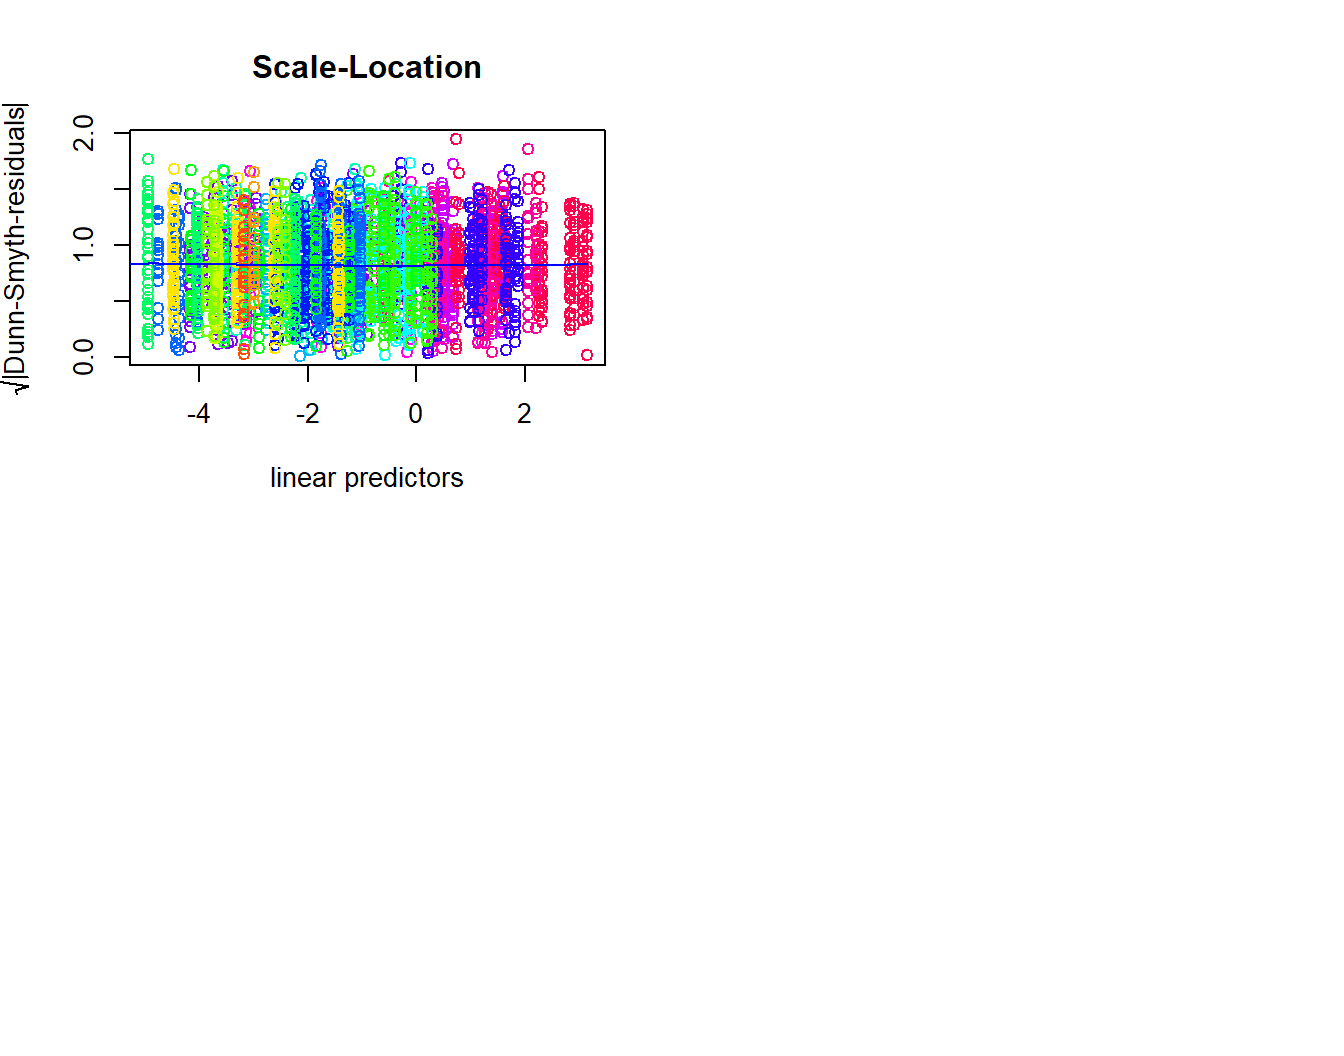 Scale-Location
√|Dunn-Smyth-residuals|
2.0
1.0
0.0
-4 -2 0 2
linear predictors